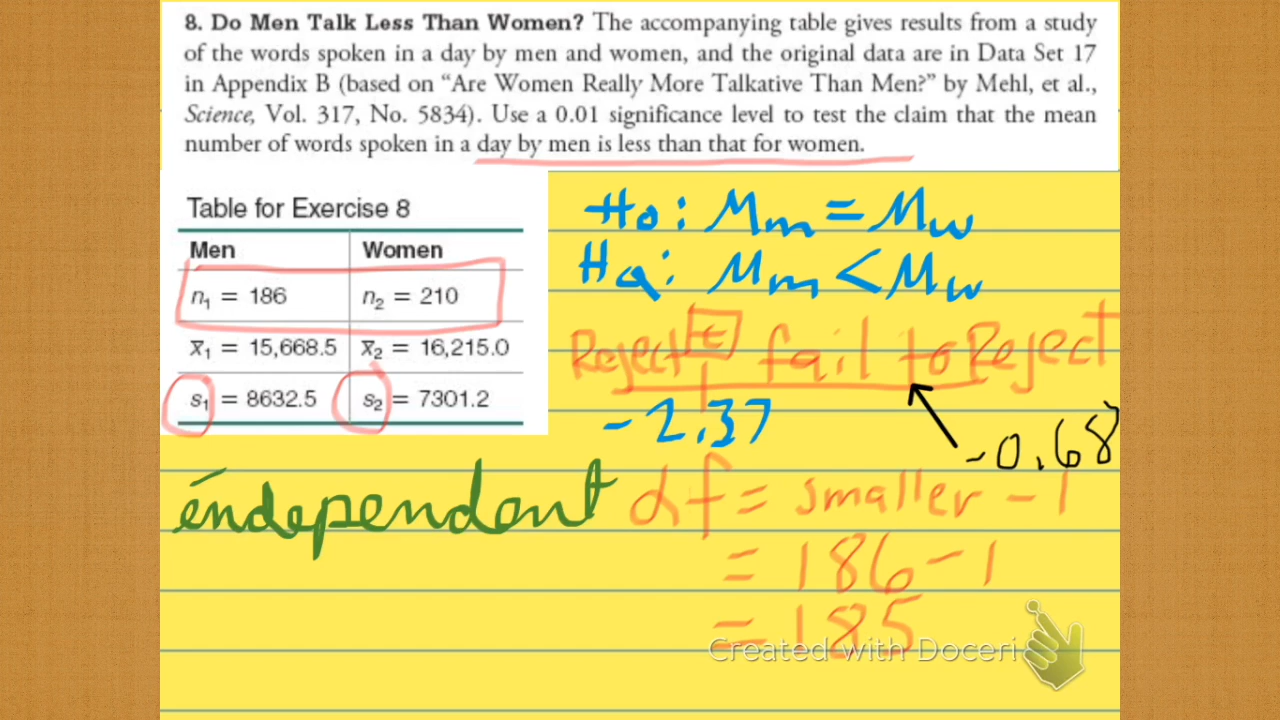 8. Do Men Talk Less Than Women? The accompanying table gives results from a study
of the words spoken in a day by men and women, and the original data are in Data Set 17
in Appendix B (based on “Are Women Really More Talkative Than Men?” by Mehl, et al.,
Science, Vol. 317, No. 5834). Use a 0.01 significance level to test the claim that the mean
number of words spoken in a day by men is less than that for women.
Table for Exercise 8
Men Women
n₁ = 186 n₂ = 210
x̄₁ = 15,668.5 x̄₂ = 16,215.0
s₁ = 8632.5 s₂ = 7301.2
independent
Ho: Mm = Mw
Ha: Mm < Mw
Reject t fail to Reject
-2.37
-0.68
df = smaller - 1
= 186 - 1
= 185
Created with Doceri